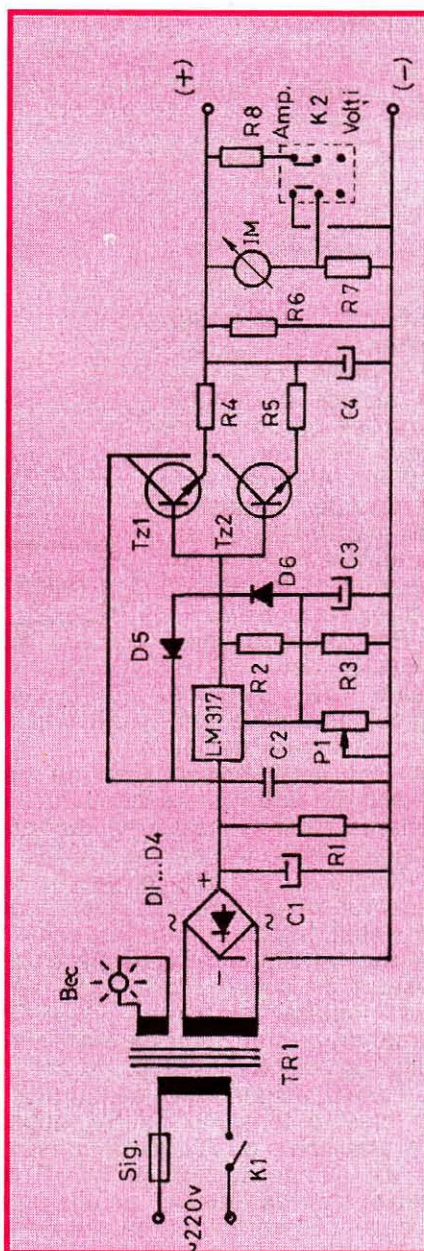 ~220v
Sig.
K1
TR1
Bec
D1...D4
~
~
+
-
C1
R1
C2
LM317
P1
D5
R2
R3
D6
C3
Tz1
Tz2
R4
R5
C4
R6
IM
R7
R8
Amp.
K2
Volți
(+)
(-)